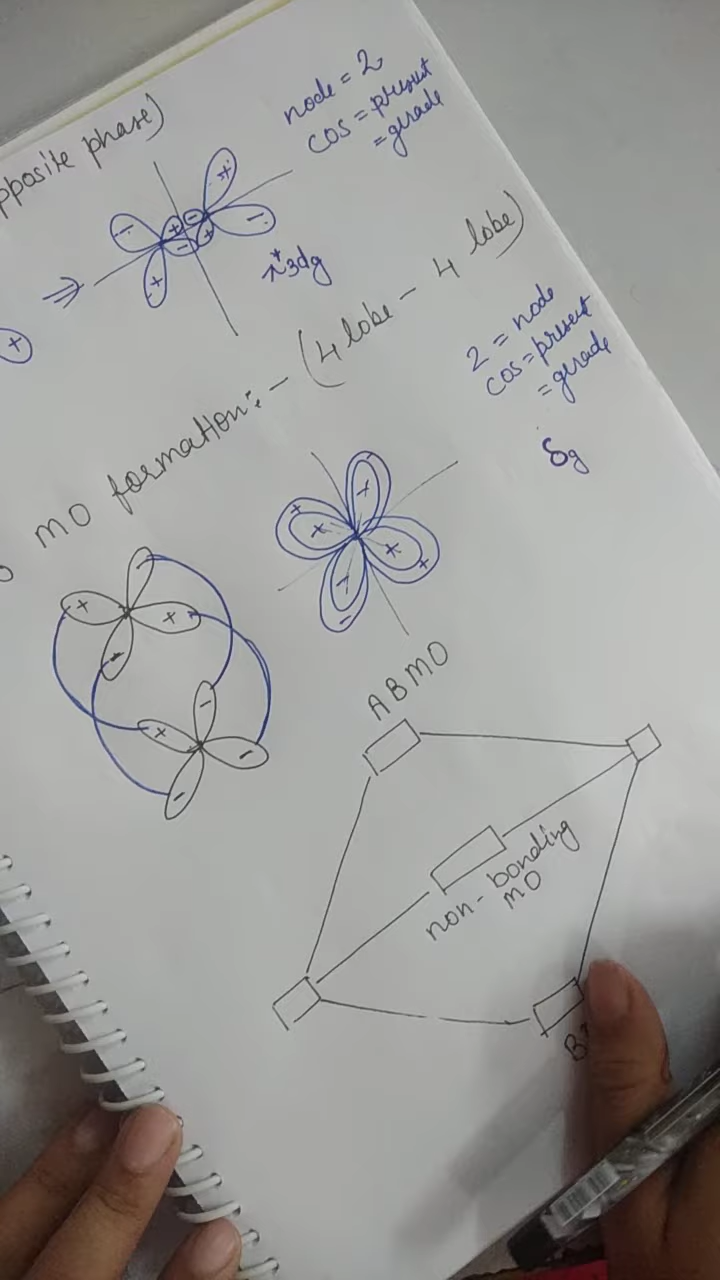 opposite phase)
node = 2
cos = present
= gerade
+
- + - + - + -
+
π*3dg
MO formation:- (4 lobe - 4 lobe)
2 = node
cos = present
= gerade
δg
+ + - -
+ - - -
ABMO
non-bonding
MO